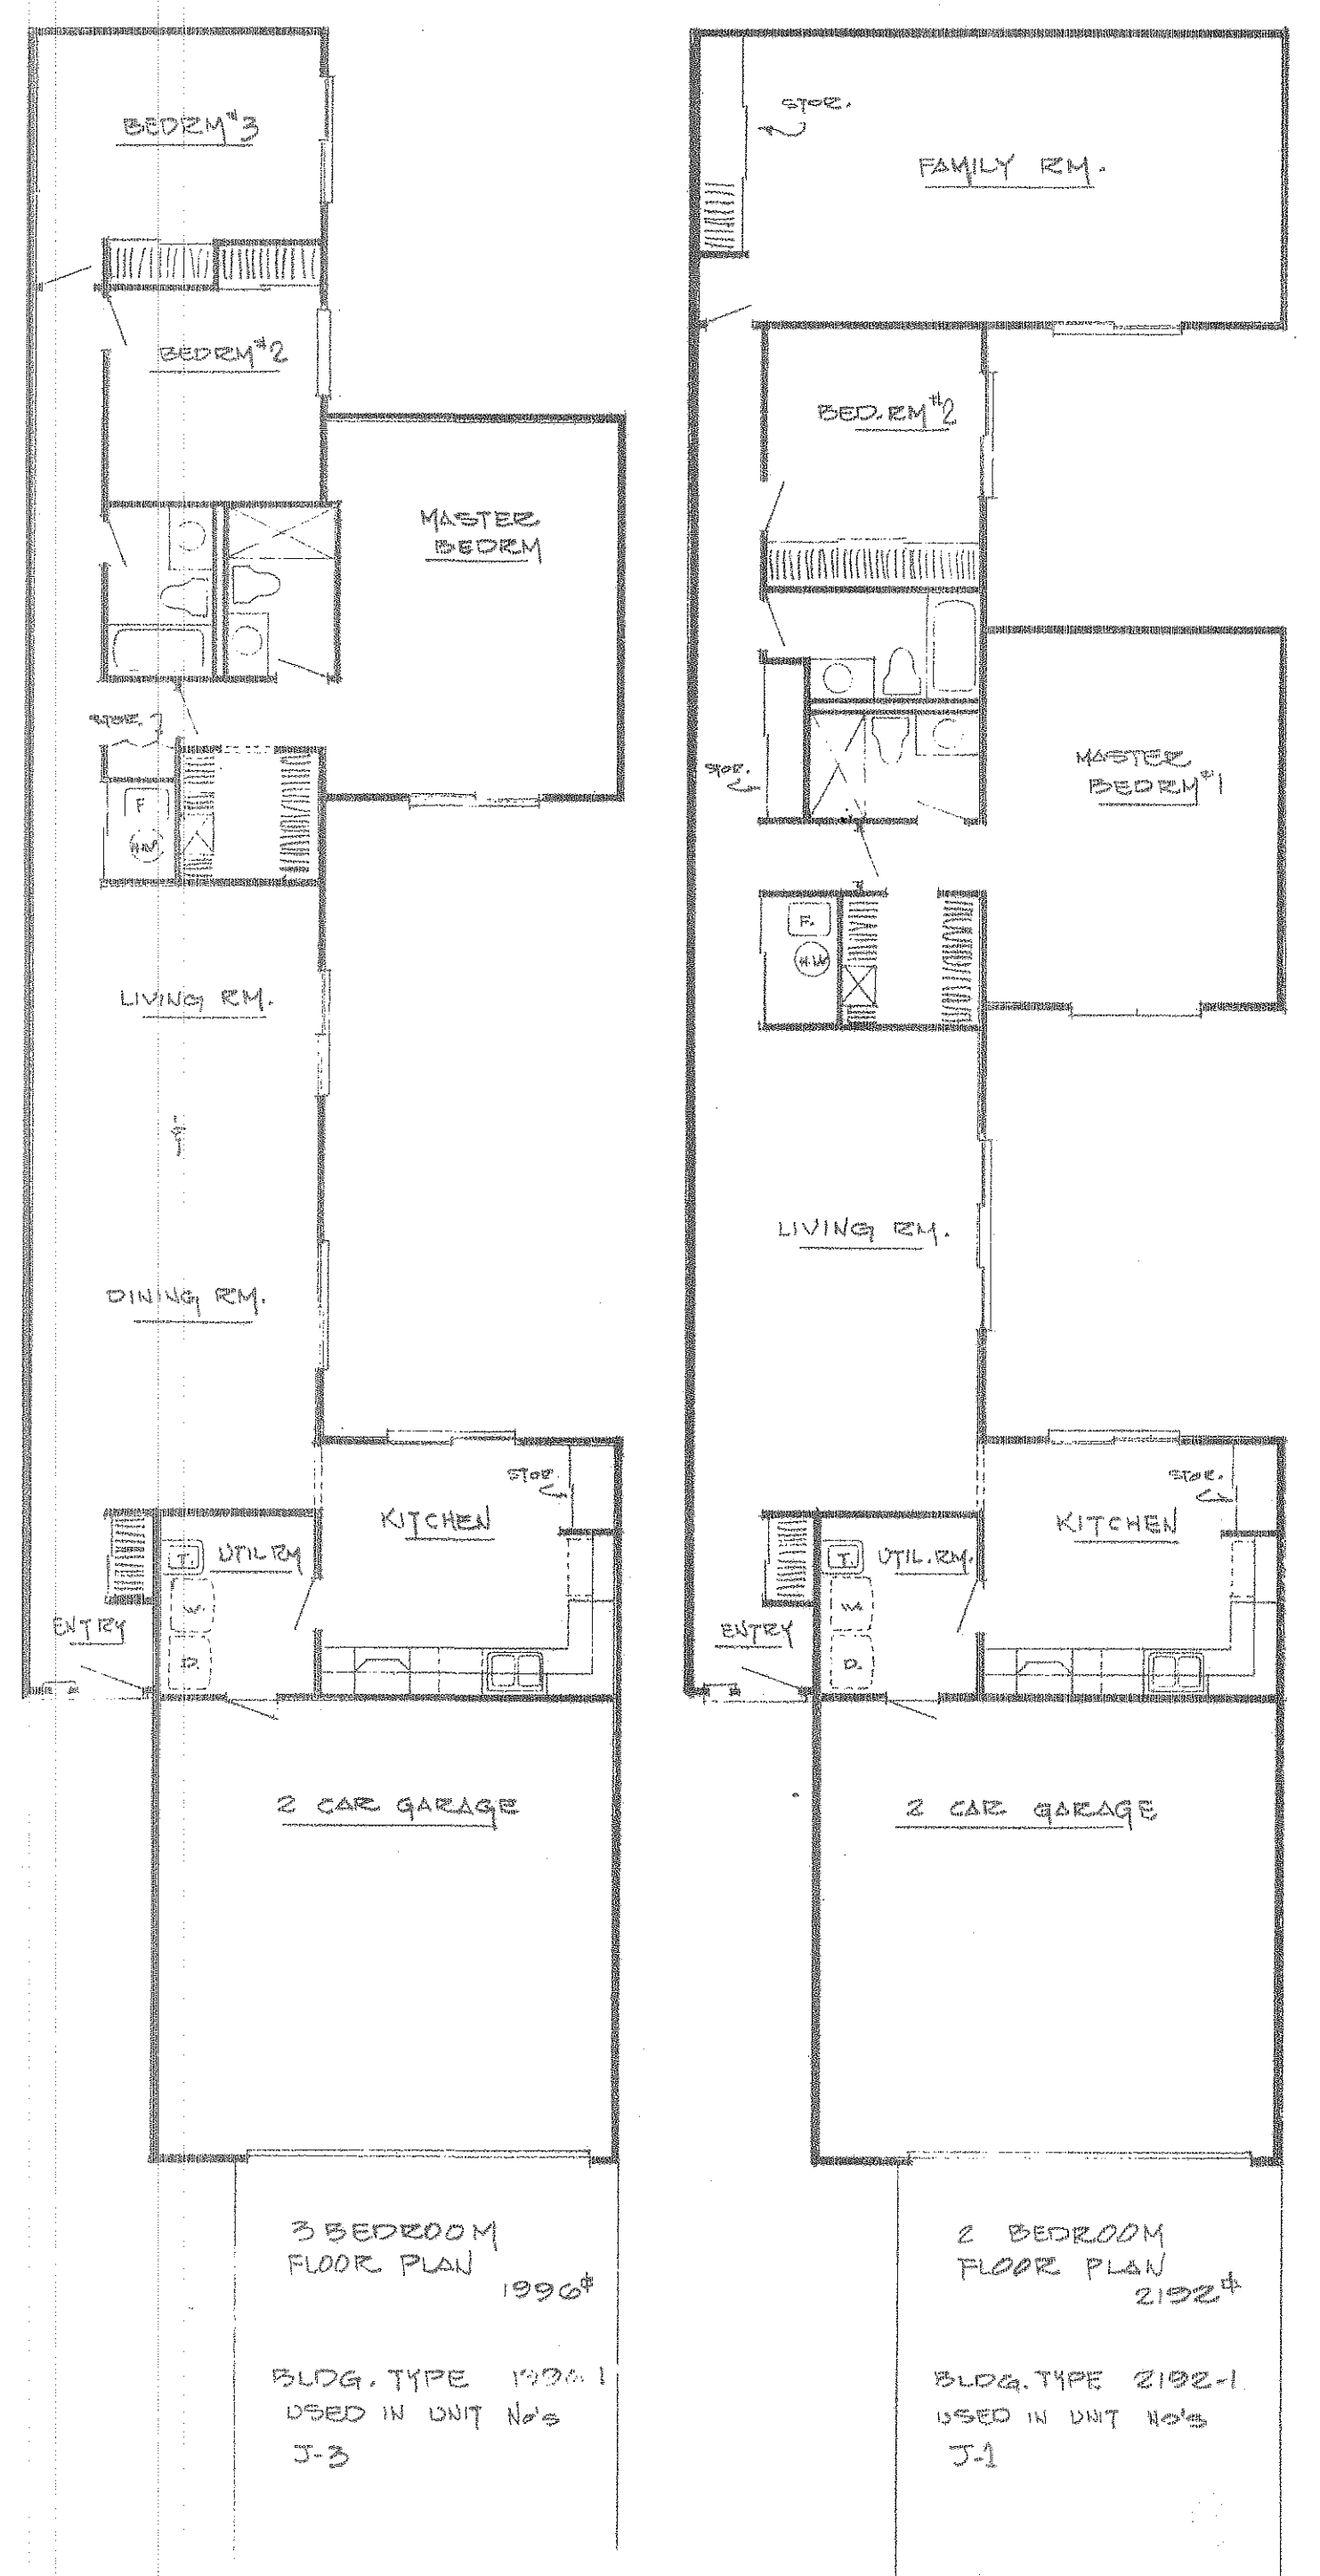 BEDRM #3
BEDRM #2
MASTER
BEDRM
STOR.
F
H.W.
LIVING RM.
DINING RM.
STOR.
KITCHEN
T.
UTIL RM
W.
D.
ENTRY
2 CAR GARAGE
3 BEDROOM
FLOOR PLAN
1996
BLDG. TYPE 1996-1
USED IN UNIT No's
J-3
STOR.
FAMILY RM.
BED.RM #2
STOR.
MASTER
BEDRM #1
F.
H.W.
LIVING RM.
STOR.
KITCHEN
T.
UTIL. RM.
W.
D.
ENTRY
2 CAR GARAGE
2 BEDROOM
FLOOR PLAN
2192
BLDG. TYPE 2192-1
USED IN UNIT No's
J-1